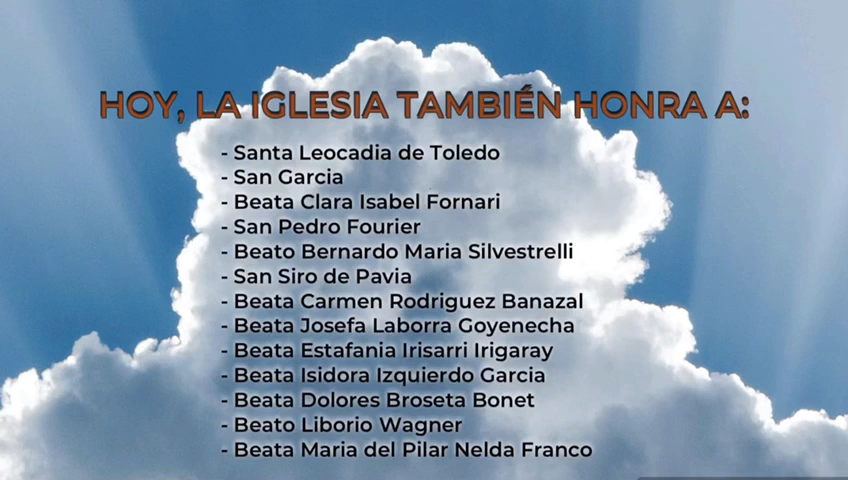 HOY, LA IGLESIA TAMBIÉN HONRA A:
- Santa Leocadia de Toledo
- San Garcia
- Beata Clara Isabel Fornari
- San Pedro Fourier
- Beato Bernardo Maria Silvestrelli
- San Siro de Pavia
- Beata Carmen Rodriguez Banazal
- Beata Josefa Laborra Goyenecha
- Beata Estafania Irisarri Irigaray
- Beata Isidora Izquierdo Garcia
- Beata Dolores Broseta Bonet
- Beato Liborio Wagner
- Beata Maria del Pilar Nelda Franco